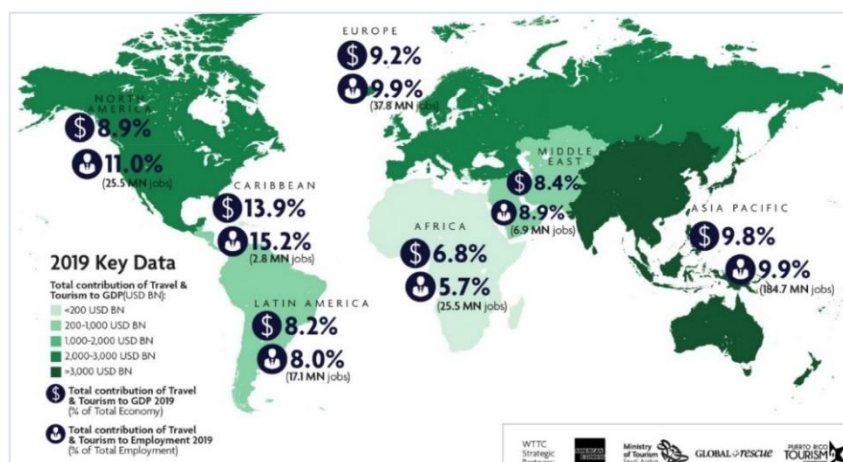 EUROPE
$ 9.2%
9.9%
(37.8 MN jobs)
NORTH
AMERICA
$ 8.9%
11.0%
(25.5 MN jobs)
CARIBBEAN
$ 13.9%
15.2%
(2.8 MN jobs)
MIDDLE
EAST
$ 8.4%
8.9%
(6.9 MN jobs)
AFRICA
$ 6.8%
5.7%
(25.5 MN jobs)
ASIA PACIFIC
$ 9.8%
9.9%
(184.7 MN jobs)
LATIN AMERICA
$ 8.2%
8.0%
(17.1 MN jobs)
2019 Key Data
Total contribution of Travel &
Tourism to GDP(USD BN):
<200 USD BN
200-1,000 USD BN
1,000-2,000 USD BN
2,000-3,000 USD BN
>3,000 USD BN
$ Total contribution of Travel
& Tourism to GDP 2019
(% of Total Economy)
Total contribution of Travel
& Tourism to Employment 2019
(% of Total Employment)
WTTC
Strategic
AMERICAN
EXPRESS
Ministry
of Tourism
GLOBAL rescue
PUERTO RICO
TOURISM